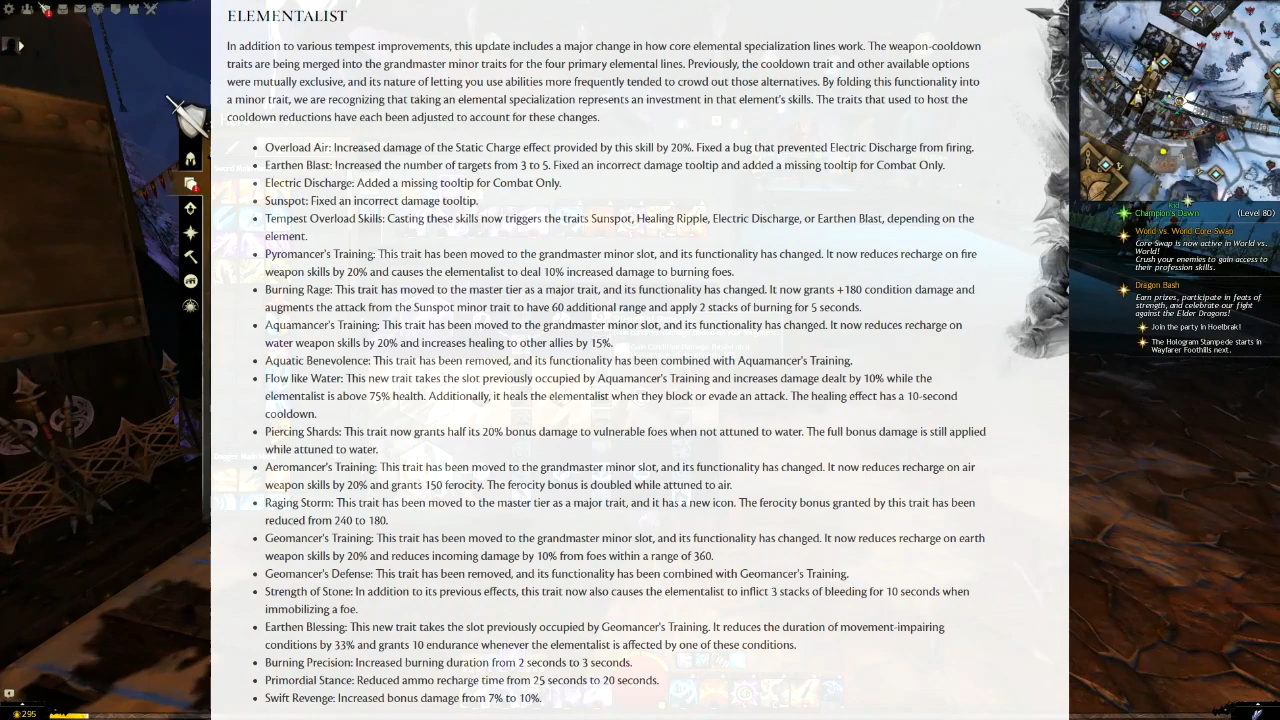 ELEMENTALIST
In addition to various tempest improvements, this update includes a major change in how core elemental specialization lines work. The weapon-cooldown
traits are being merged into the grandmaster minor traits for the four primary elemental lines. Previously, the cooldown trait and other available options
were mutually exclusive, and its nature of letting you use abilities more frequently tended to crowd out those alternatives. By folding this functionality into
a minor trait, we are recognizing that taking an elemental specialization represents an investment in that element's skills. The traits that used to host the
cooldown reductions have each been adjusted to account for these changes.
• Overload Air: Increased damage of the Static Charge effect provided by this skill by 20%. Fixed a bug that prevented Electric Discharge from firing.
• Earthen Blast: Increased the number of targets from 3 to 5. Fixed an incorrect damage tooltip and added a missing tooltip for Combat Only.
• Electric Discharge: Added a missing tooltip for Combat Only.
• Sunspot: Fixed an incorrect damage tooltip.
• Tempest Overload Skills: Casting these skills now triggers the traits Sunspot, Healing Ripple, Electric Discharge, or Earthen Blast, depending on the
element.
• Pyromancer's Training: This trait has been moved to the grandmaster minor slot, and its functionality has changed. It now reduces recharge on fire
weapon skills by 20% and causes the elementalist to deal 10% increased damage to burning foes.
• Burning Rage: This trait has been moved to the master tier as a major trait, and its functionality has changed. It now grants +180 condition damage and
augments the attack from the Sunspot minor trait to have 60 additional range and apply 2 stacks of burning for 5 seconds.
• Aquamancer's Training: This trait has been moved to the grandmaster minor slot, and its functionality has changed. It now reduces recharge on
water weapon skills by 20% and increases healing to other allies by 15%.
• Aquatic Benevolence: This trait has been removed, and its functionality has been combined with Aquamancer's Training.
• Flow like Water: This new trait takes the slot previously occupied by Aquamancer's Training and increases damage dealt by 10% while the
elementalist is above 75% health. Additionally, it heals the elementalist when they block or evade an attack. The healing effect has a 10-second
cooldown.
• Piercing Shards: This trait now grants half its 20% bonus damage to vulnerable foes when not attuned to water. The full bonus damage is still applied
while attuned to water.
• Aeromancer's Training: This trait has been moved to the grandmaster minor slot, and its functionality has changed. It now reduces recharge on air
weapon skills by 20% and grants 150 ferocity. The ferocity bonus is doubled while attuned to air.
• Raging Storm: This trait has been moved to the master tier as a major trait, and it has a new icon. The ferocity bonus granted by this trait has been
reduced from 240 to 180.
• Geomancer's Training: This trait has been moved to the grandmaster minor slot, and its functionality has changed. It now reduces recharge on earth
weapon skills by 20% and reduces incoming damage by 10% from foes within a range of 360.
• Geomancer's Defense: This trait has been removed, and its functionality has been combined with Geomancer's Training.
• Strength of Stone: In addition to its previous effects, this trait now also causes the elementalist to inflict 3 stacks of bleeding for 10 seconds when
immobilizing a foe.
• Earthen Blessing: This new trait takes the slot previously occupied by Geomancer's Training. It reduces the duration of movement-impairing
conditions by 33% and grants 10 endurance whenever the elementalist is affected by one of these conditions.
• Burning Precision: Increased burning duration from 2 seconds to 3 seconds.
• Primordial Stance: Reduced ammo recharge time from 25 seconds to 20 seconds.
• Swift Revenge: Increased bonus damage from 7% to 10%.
Champion's Dawn (Level 80)
World vs. World Core Swap
Core Swap is now active in World vs.
World!
Crush your enemies to gain access to
their profession skills.
Dragon Bash
Earn prizes, participate in feats of
strength, and celebrate our fight
against the Elder Dragons!
Join the party in Hoelbrak!
The Hologram Stampede starts in
Wayfarer Foothills next.
295